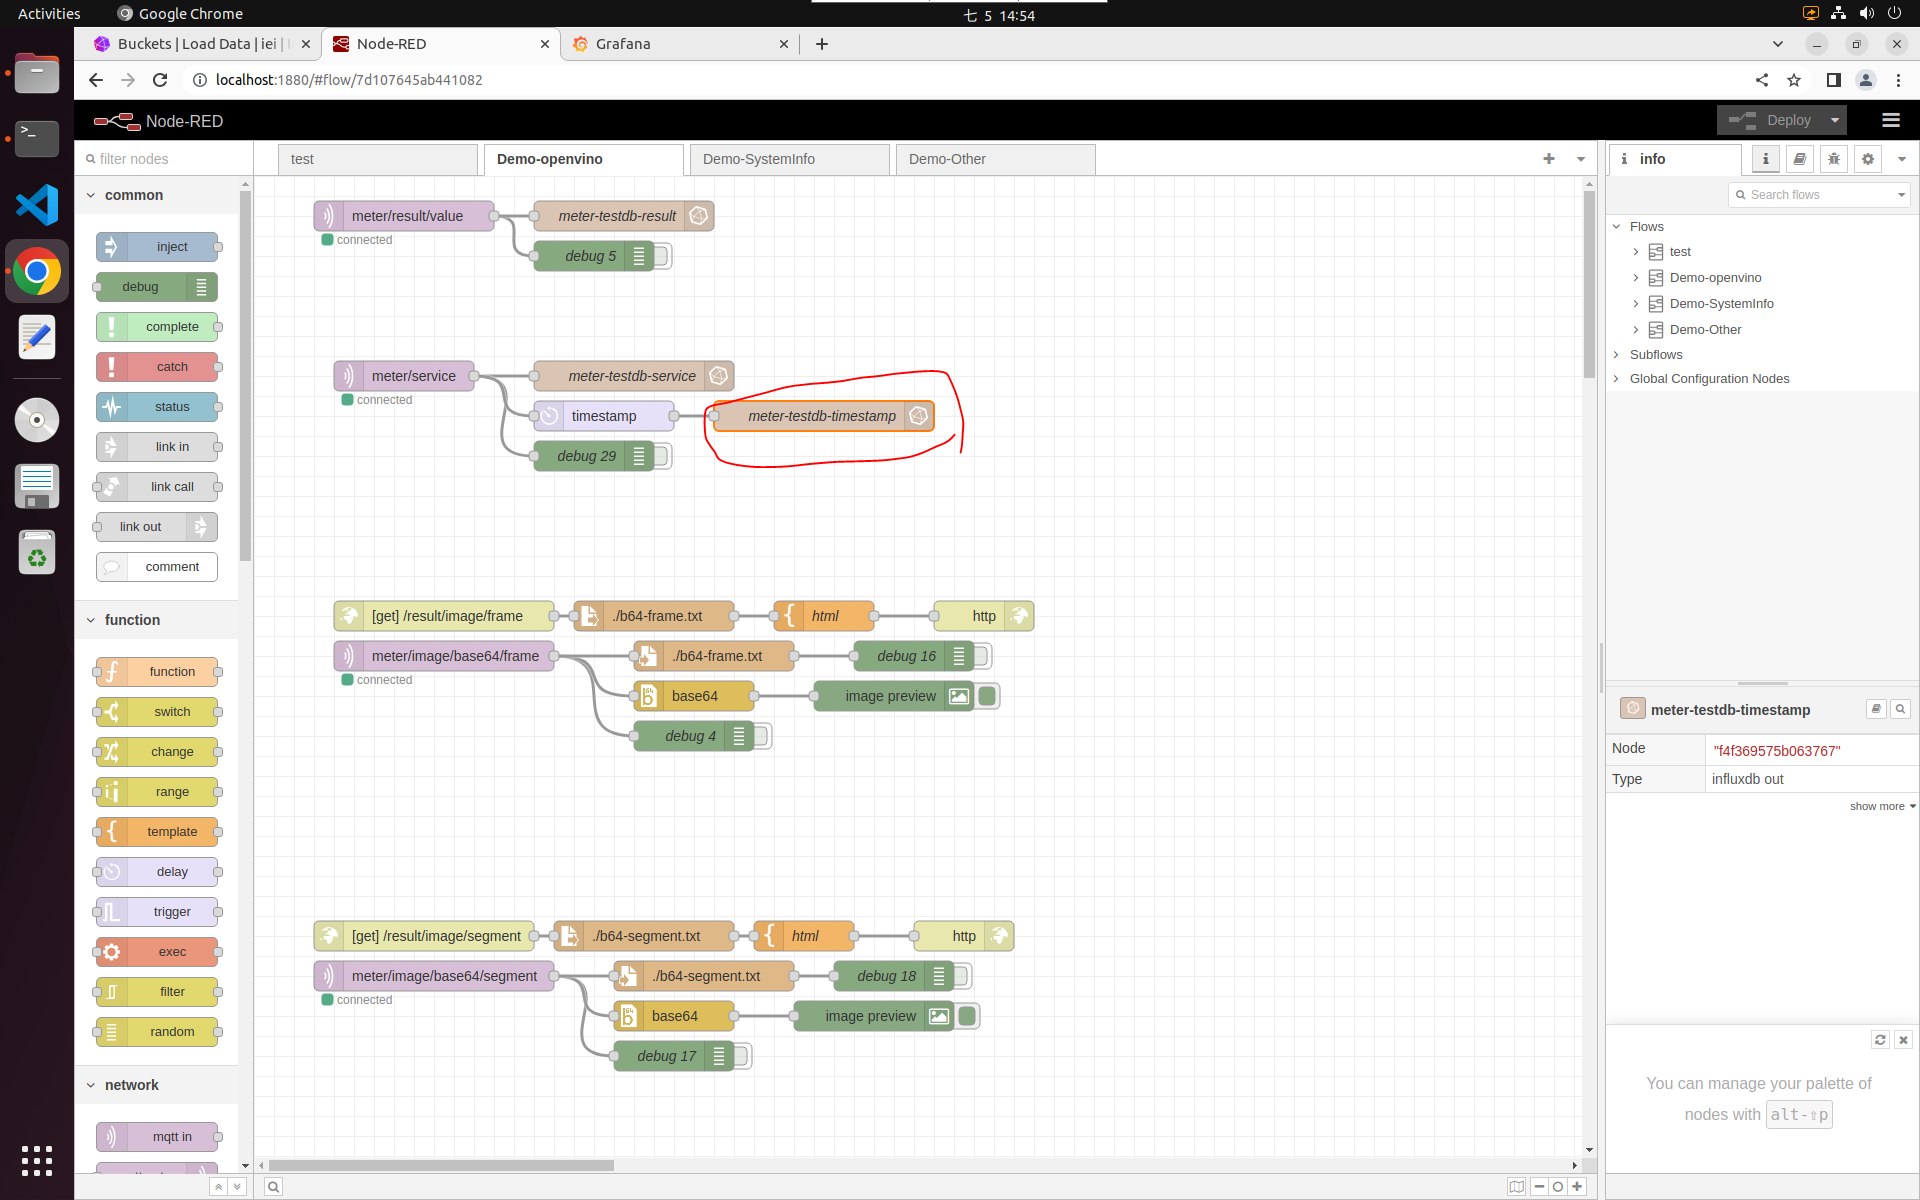 Activities
Google Chrome
七 5 14:54
Buckets | Load Data | iei |
Node-RED
Grafana
localhost:1880/#flow/7d107645ab441082
Node-RED
Deploy
filter nodes
test
Demo-openvino
Demo-SystemInfo
Demo-Other
info
Search flows
common
inject
debug
complete
catch
status
link in
link call
link out
comment
function
function
switch
change
range
template
delay
trigger
exec
filter
random
network
mqtt in
meter/result/value
meter-testdb-result
connected
debug 5
meter/service
meter-testdb-service
connected
timestamp
meter-testdb-timestamp
debug 29
[get] /result/image/frame
./b64-frame.txt
html
http
meter/image/base64/frame
./b64-frame.txt
debug 16
connected
base64
image preview
debug 4
[get] /result/image/segment
./b64-segment.txt
html
http
meter/image/base64/segment
./b64-segment.txt
debug 18
connected
base64
image preview
debug 17
Flows
test
Demo-openvino
Demo-SystemInfo
Demo-Other
Subflows
Global Configuration Nodes
meter-testdb-timestamp
Node
"f4f369575b063767"
Type
influxdb out
show more
You can manage your palette of
nodes with alt-⇧p